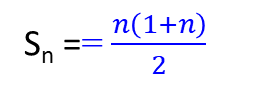 Sₙ == n(1+n)/2